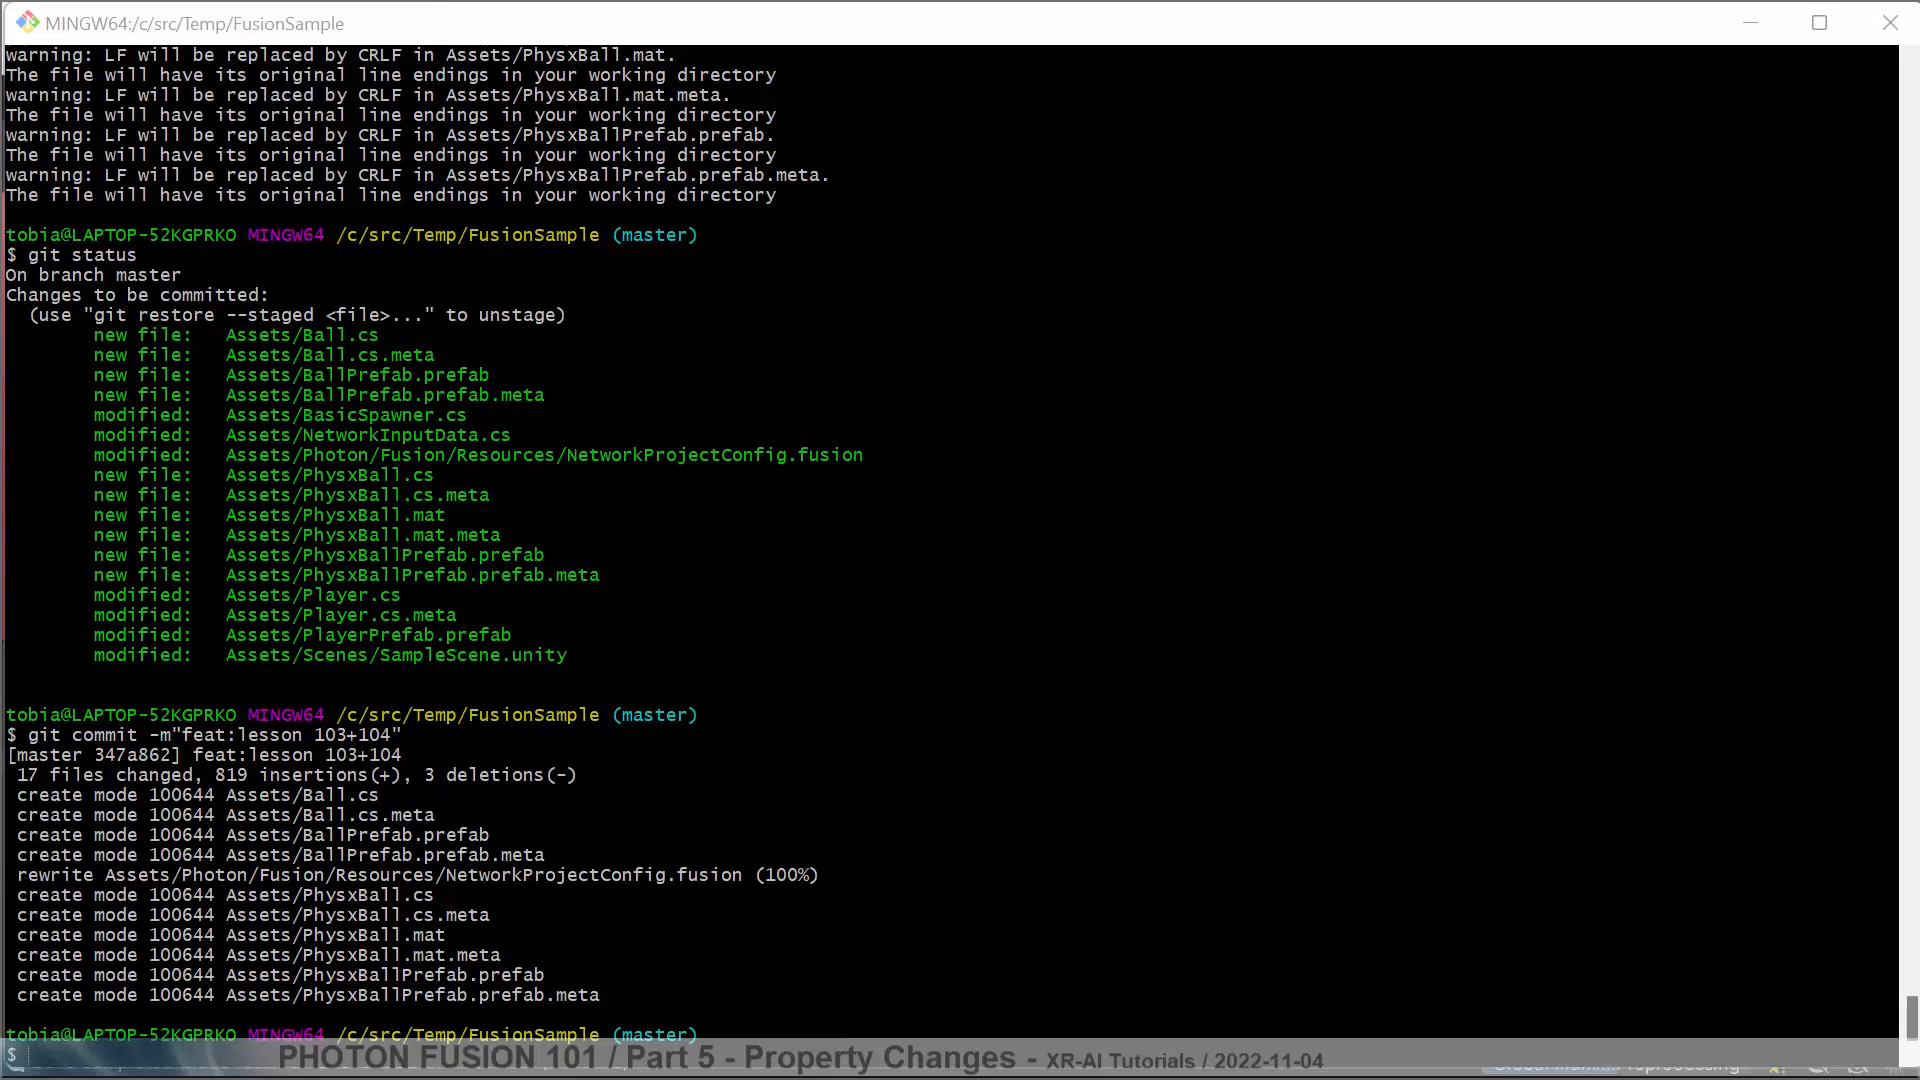 MINGW64:/c/src/Temp/FusionSample
warning: LF will be replaced by CRLF in Assets/PhysxBall.mat.
The file will have its original line endings in your working directory
warning: LF will be replaced by CRLF in Assets/PhysxBall.mat.meta.
The file will have its original line endings in your working directory
warning: LF will be replaced by CRLF in Assets/PhysxBallPrefab.prefab.
The file will have its original line endings in your working directory
warning: LF will be replaced by CRLF in Assets/PhysxBallPrefab.prefab.meta.
The file will have its original line endings in your working directory
tobia@LAPTOP-52KGPRKO MINGW64 /c/src/Temp/FusionSample (master)
$ git status
On branch master
Changes to be committed:
(use "git restore --staged <file>..." to unstage)
new file: Assets/Ball.cs
new file: Assets/Ball.cs.meta
new file: Assets/BallPrefab.prefab
new file: Assets/BallPrefab.prefab.meta
modified: Assets/BasicSpawner.cs
modified: Assets/NetworkInputData.cs
modified: Assets/Photon/Fusion/Resources/NetworkProjectConfig.fusion
new file: Assets/PhysxBall.cs
new file: Assets/PhysxBall.cs.meta
new file: Assets/PhysxBall.mat
new file: Assets/PhysxBall.mat.meta
new file: Assets/PhysxBallPrefab.prefab
new file: Assets/PhysxBallPrefab.prefab.meta
modified: Assets/Player.cs
modified: Assets/Player.cs.meta
modified: Assets/PlayerPrefab.prefab
modified: Assets/Scenes/SampleScene.unity
tobia@LAPTOP-52KGPRKO MINGW64 /c/src/Temp/FusionSample (master)
$ git commit -m"feat:lesson 103+104"
[master 347a862] feat:lesson 103+104
17 files changed, 819 insertions(+), 3 deletions(-)
create mode 100644 Assets/Ball.cs
create mode 100644 Assets/Ball.cs.meta
create mode 100644 Assets/BallPrefab.prefab
create mode 100644 Assets/BallPrefab.prefab.meta
rewrite Assets/Photon/Fusion/Resources/NetworkProjectConfig.fusion (100%)
create mode 100644 Assets/PhysxBall.cs
create mode 100644 Assets/PhysxBall.cs.meta
create mode 100644 Assets/PhysxBall.mat
create mode 100644 Assets/PhysxBall.mat.meta
create mode 100644 Assets/PhysxBallPrefab.prefab
create mode 100644 Assets/PhysxBallPrefab.prefab.meta
tobia@LAPTOP-52KGPRKO MINGW64 /c/src/Temp/FusionSample (master)
$
PHOTON FUSION 101 / Part 5 - Property Changes - XR-AI Tutorials / 2022-11-04